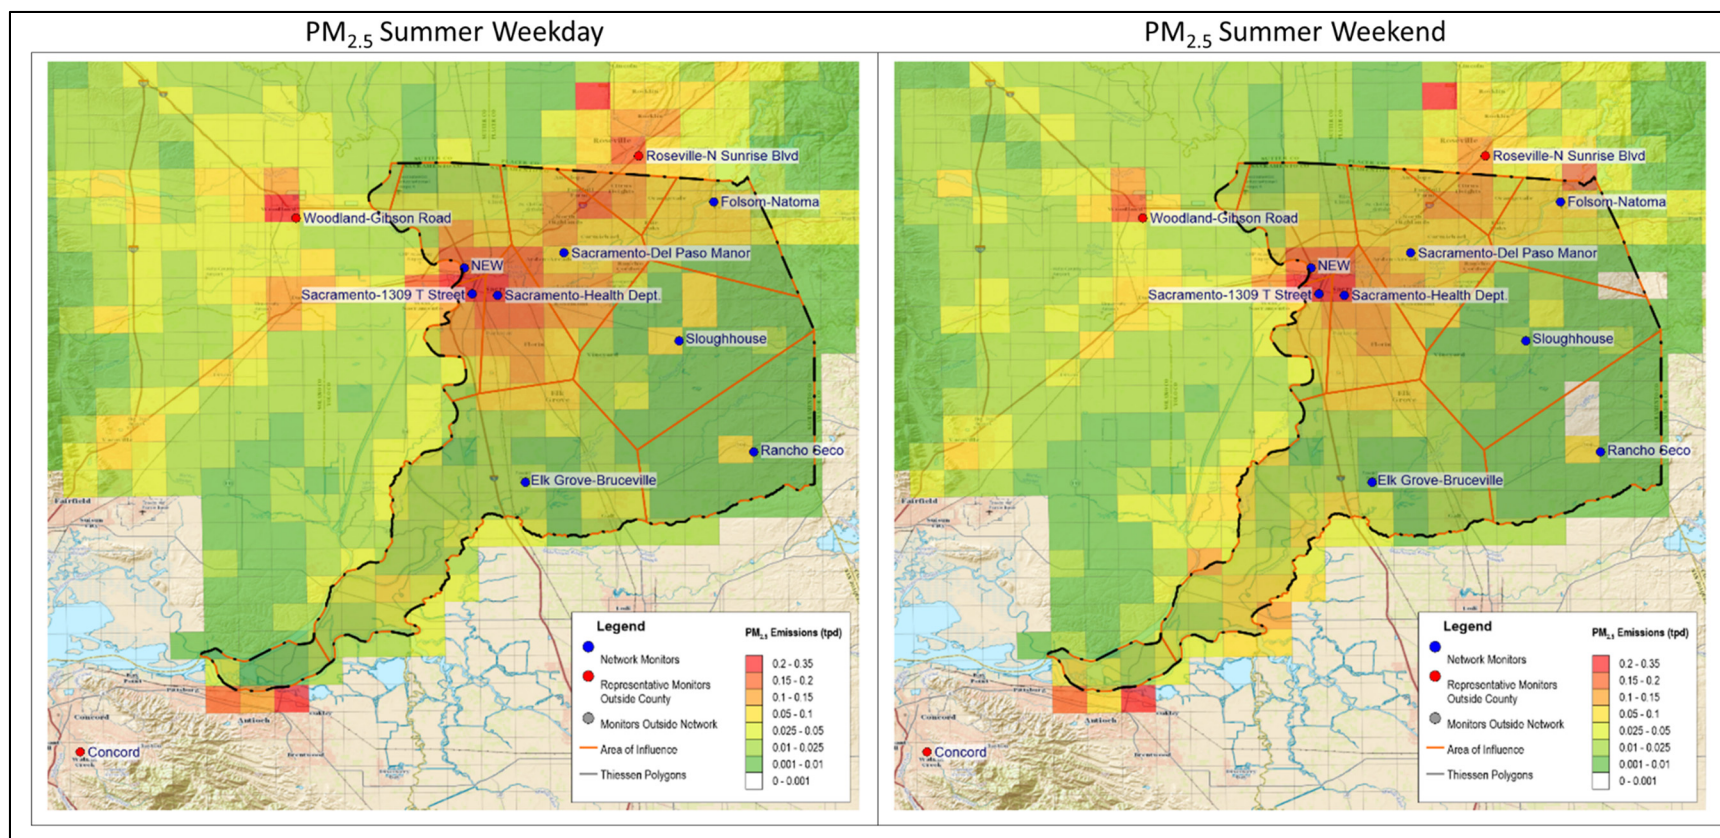 PM2.5 Summer Weekday
PM2.5 Summer Weekend
Roseville-N Sunrise Blvd
Folsom-Natoma
Woodland-Gibson Road
Sacramento-Del Paso Manor
NEW
Sacramento-1309 T Street
Sacramento-Health Dept.
Sloughhouse
Rancho Seco
Elk Grove-Bruceville
Fairfield
Antioch
Concord
Concord
Legend
Network Monitors
Representative Monitors
Outside County
Monitors Outside Network
Area of Influence
Thiessen Polygons
PM2.5 Emissions (tpd)
0.2 - 0.35
0.15 - 0.2
0.1 - 0.15
0.05 - 0.1
0.025 - 0.05
0.01 - 0.025
0.001 - 0.01
0 - 0.001
Roseville-N Sunrise Blvd
Folsom-Natoma
Woodland-Gibson Road
Sacramento-Del Paso Manor
NEW
Sacramento-1309 T Street
Sacramento-Health Dept.
Sloughhouse
Rancho Seco
Elk Grove-Bruceville
Fairfield
Antioch
Concord
Concord
Legend
Network Monitors
Representative Monitors
Outside County
Monitors Outside Network
Area of Influence
Thiessen Polygons
PM2.5 Emissions (tpd)
0.2 - 0.35
0.15 - 0.2
0.1 - 0.15
0.05 - 0.1
0.025 - 0.05
0.01 - 0.025
0.001 - 0.01
0 - 0.001